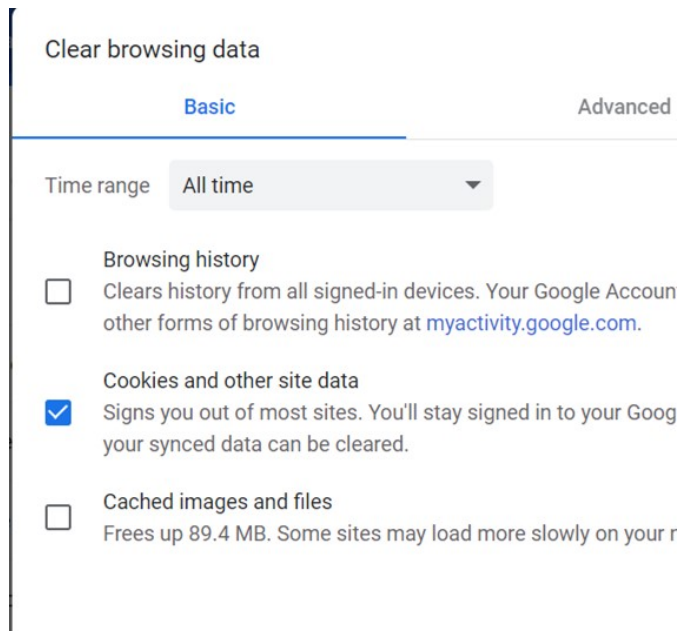 Clear browsing data
Basic Advanced
Time range All time
Browsing history
Clears history from all signed-in devices. Your Google
other forms of browsing history at myactivity.google.com.
Cookies and other site data
Signs you out of most sites. You'll stay signed in to your
your synced data can be cleared.
Cached images and files
Frees up 89.4 MB. Some sites may load more slowly on your